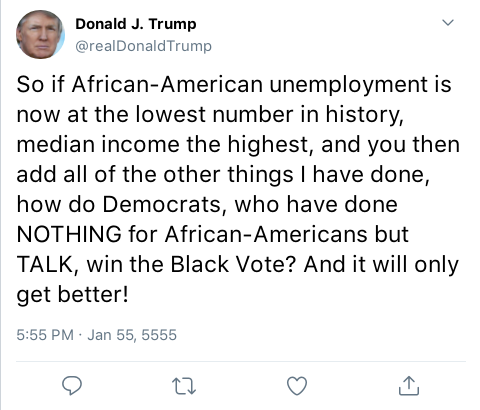 Donald J. Trump
@realDonaldTrump
So if African-American unemployment is
now at the lowest number in history,
median income the highest, and you then
add all of the other things I have done,
how do Democrats, who have done
NOTHING for African-Americans but
TALK, win the Black Vote? And it will only
get better!
5:55 PM · Jan 55, 5555